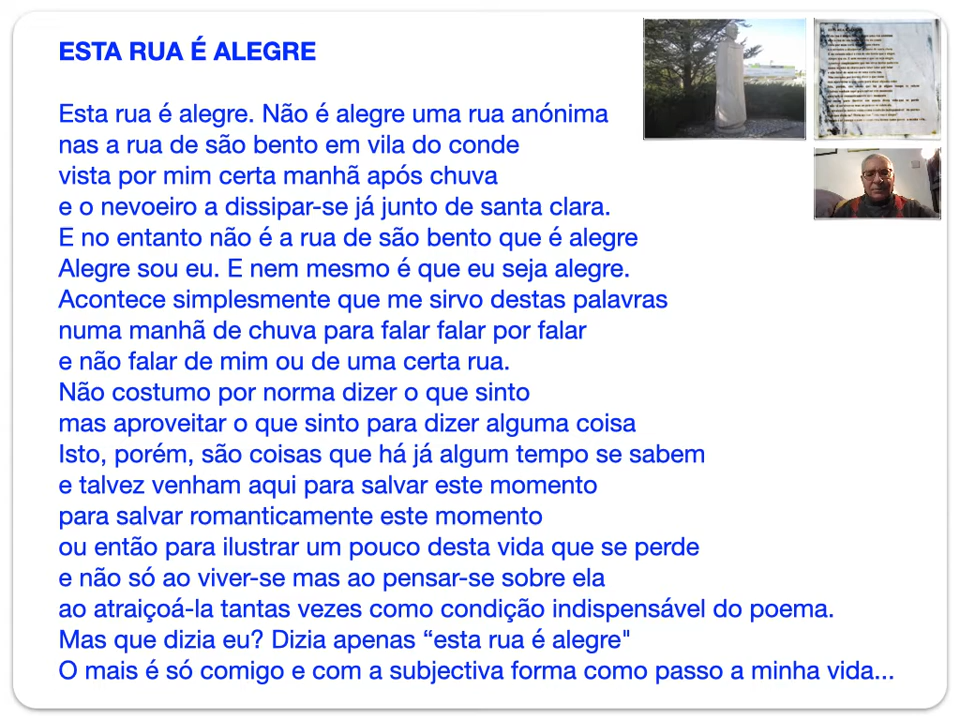 ESTA RUA É ALEGRE
Esta rua é alegre. Não é alegre uma rua anónima
nas a rua de são bento em vila do conde
vista por mim certa manhã após chuva
e o nevoeiro a dissipar-se já junto de santa clara.
E no entanto não é a rua de são bento que é alegre
Alegre sou eu. E nem mesmo é que eu seja alegre.
Acontece simplesmente que me sirvo destas palavras
numa manhã de chuva para falar falar por falar
e não falar de mim ou de uma certa rua.
Não costumo por norma dizer o que sinto
mas aproveitar o que sinto para dizer alguma coisa
Isto, porém, são coisas que há já algum tempo se sabem
e talvez venham aqui para salvar este momento
para salvar romanticamente este momento
ou então para ilustrar um pouco desta vida que se perde
e não só ao viver-se mas ao pensar-se sobre ela
ao atraiçoá-la tantas vezes como condição indispensável do poema.
Mas que dizia eu? Dizia apenas “esta rua é alegre"
O mais é só comigo e com a subjectiva forma como passo a minha vida...